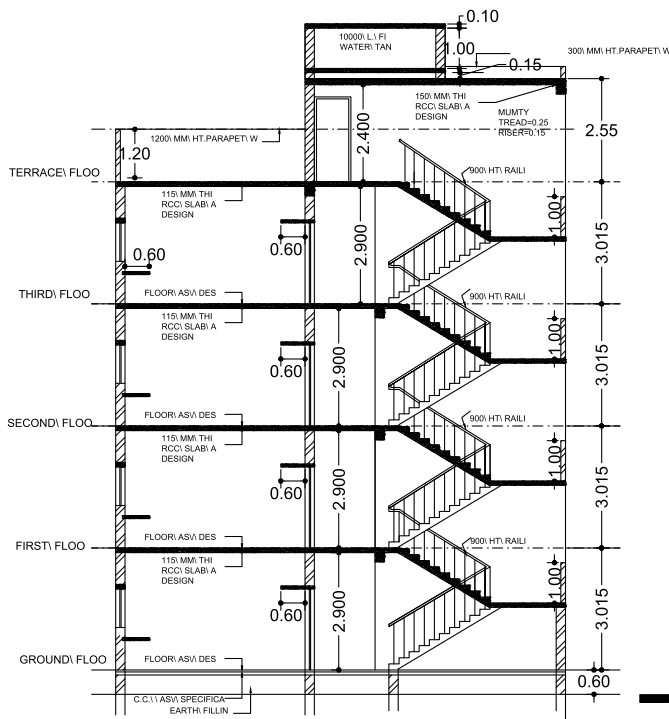 0.10
10000\ L.\ FI
WATER\ TAN
1.00
300\ MM\ HT.PARAPET\ W
0.15
150\ MM\ THI
RCC\ SLAB\ A
DESIGN
MUMTY
TREAD=0.25
RISER=0.15
2.55
1200\ MM\ HT.PARAPET\ W
1.20
2.400
TERRACE\ FLOO
900\ HT\ RAILI
115\ MM\ THI
RCC\ SLAB\ A
DESIGN
1.00
0.60
0.60
2.900
3.015
THIRD\ FLOO
FLOOR\ AS\/\ DES
900\ HT\ RAILI
115\ MM\ THI
RCC\ SLAB\ A
DESIGN
1.00
0.60
2.900
3.015
SECOND\ FLOO
FLOOR\ AS\/\ DES
900\ HT\ RAILI
115\ MM\ THI
RCC\ SLAB\ A
DESIGN
1.00
0.60
2.900
3.015
FIRST\ FLOO
FLOOR\ AS\/\ DES
900\ HT\ RAILI
115\ MM\ THI
RCC\ SLAB\ A
DESIGN
1.00
0.60
2.900
3.015
GROUND\ FLOO
FLOOR\ AS\/\ DES
0.60
C.C.\ \ AS\/\ SPECIFICA
EARTH\ FILLIN